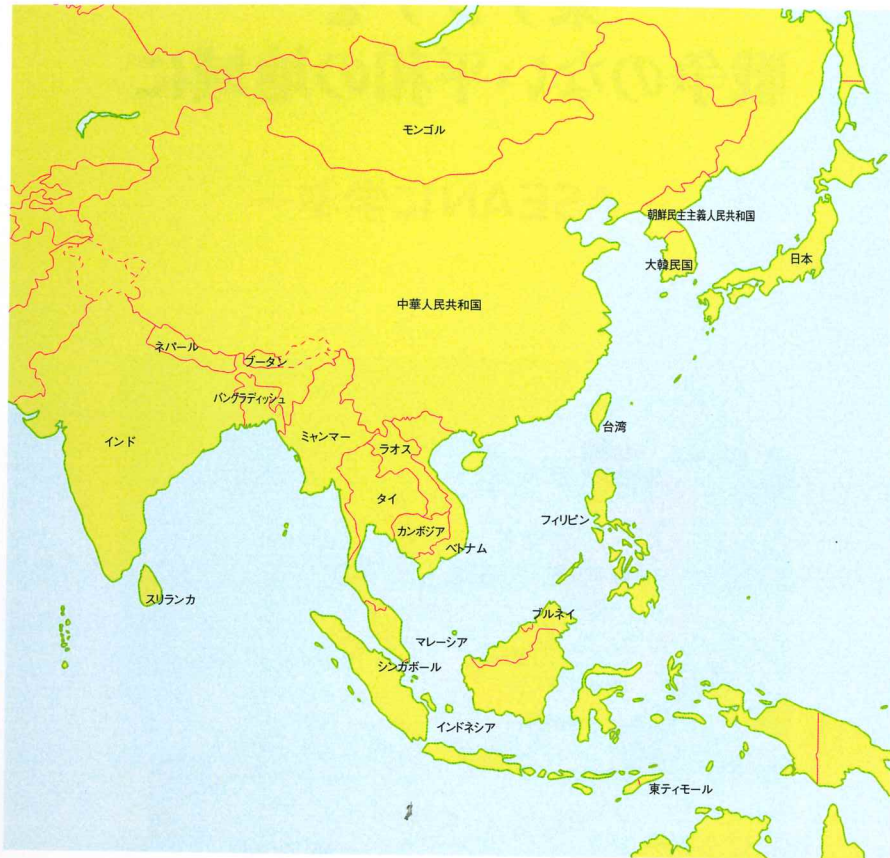 モンゴル
朝鮮民主主義人民共和国
大韓民国
日本
中華人民共和国
ネパール
ブータン
バングラディッシュ
インド
ミャンマー
ラオス
台湾
タイ
フィリピン
カンボジア
ベトナム
スリランカ
ブルネイ
マレーシア
シンガポール
インドネシア
東ティモール